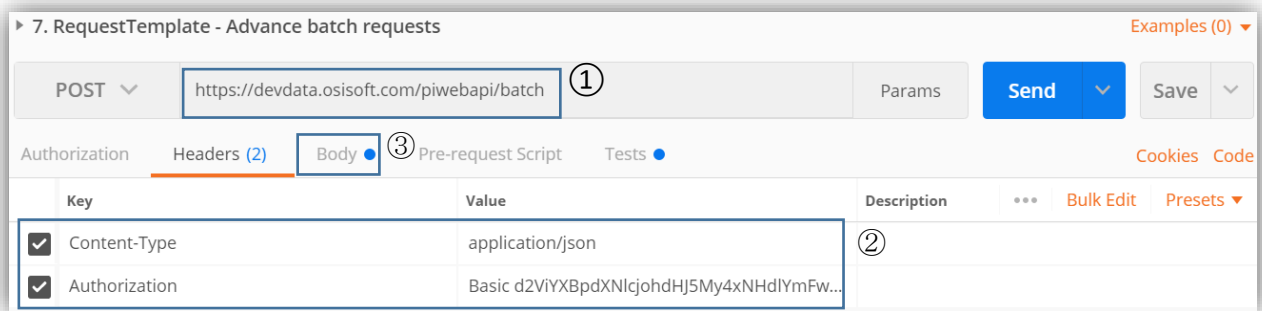 7. RequestTemplate - Advance batch requests Examples (0)
POST https://devdata.osisoft.com/piwebapi/batch ① Params Send Save
Authorization Headers (2) Body ③ Pre-request Script Tests Cookies Code
Key Value Description ••• Bulk Edit Presets
Content-Type application/json ②
Authorization Basic d2ViYXBpdXNlcjohdHJ5My4xNHdlYmFw...